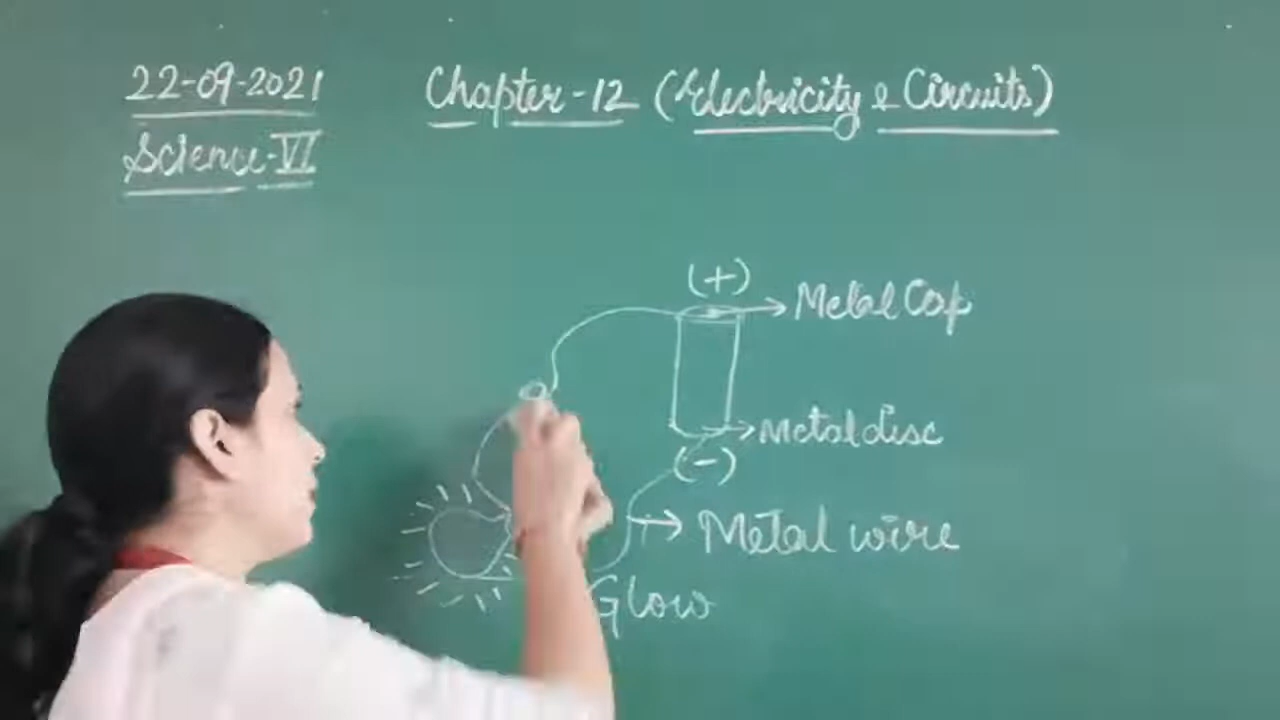 22-09-2021
Chapter-12 (Electricity & Circuits)
Science-VI
(+)
Metal Cap
Metal disc
(-)
Metal wire
Glow